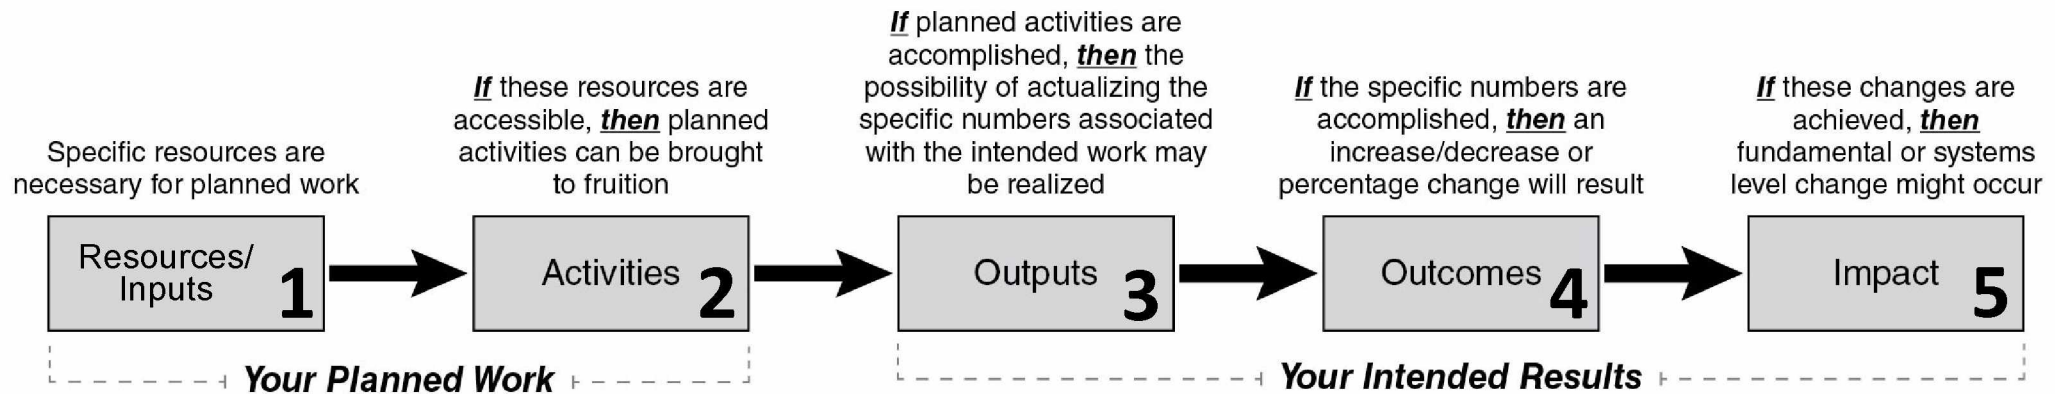 Specific resources are
necessary for planned work
If these resources are
accessible, then planned
activities can be brought
to fruition
If planned activities are
accomplished, then the
possibility of actualizing the
specific numbers associated
with the intended work may
be realized
If the specific numbers are
accomplished, then an
increase/decrease or
percentage change will result
If these changes are
achieved, then
fundamental or systems
level change might occur
Resources/
Inputs
1
Activities
2
Outputs
3
Outcomes
4
Impact
5
Your Planned Work
Your Intended Results